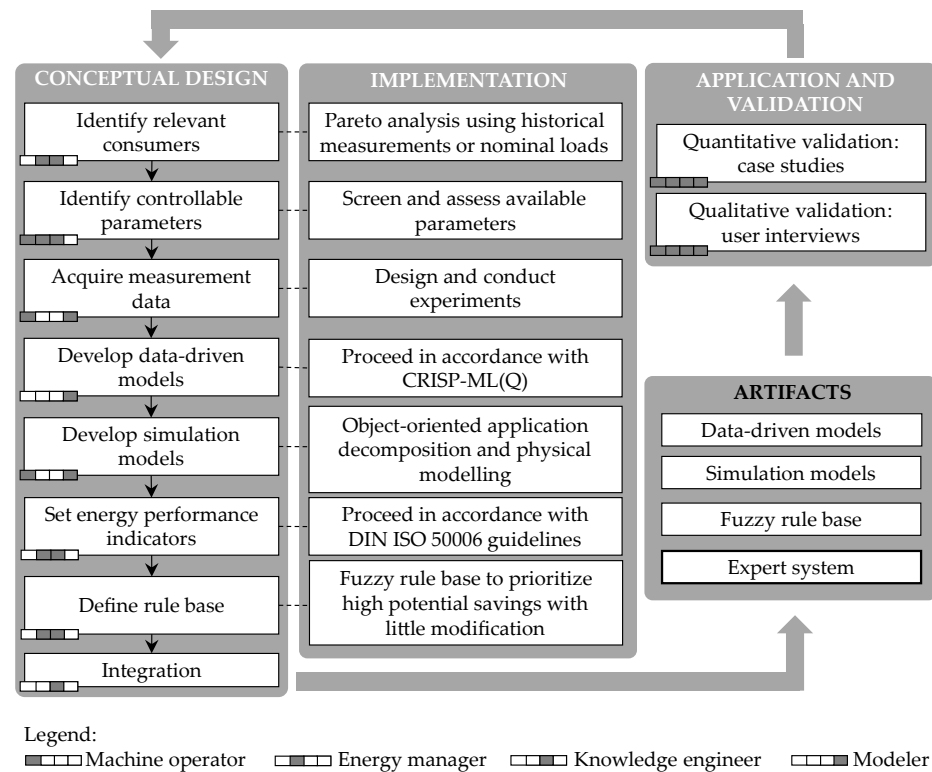 CONCEPTUAL DESIGN
Identify relevant
consumers
Identify controllable
parameters
Acquire measurement
data
Develop data-driven
models
Develop simulation
models
Set energy performance
indicators
Define rule base
Integration
IMPLEMENTATION
Pareto analysis using historical
measurements or nominal loads
Screen and assess available
parameters
Design and conduct
experiments
Proceed in accordance with
CRISP-ML(Q)
Object-oriented application
decomposition and physical
modelling
Proceed in accordance with
DIN ISO 50006 guidelines
Fuzzy rule base to prioritize
high potential savings with
little modification
APPLICATION AND
VALIDATION
Quantitative validation:
case studies
Qualitative validation:
user interviews
ARTIFACTS
Data-driven models
Simulation models
Fuzzy rule base
Expert system
Legend:
Machine operator
Energy manager
Knowledge engineer
Modeler